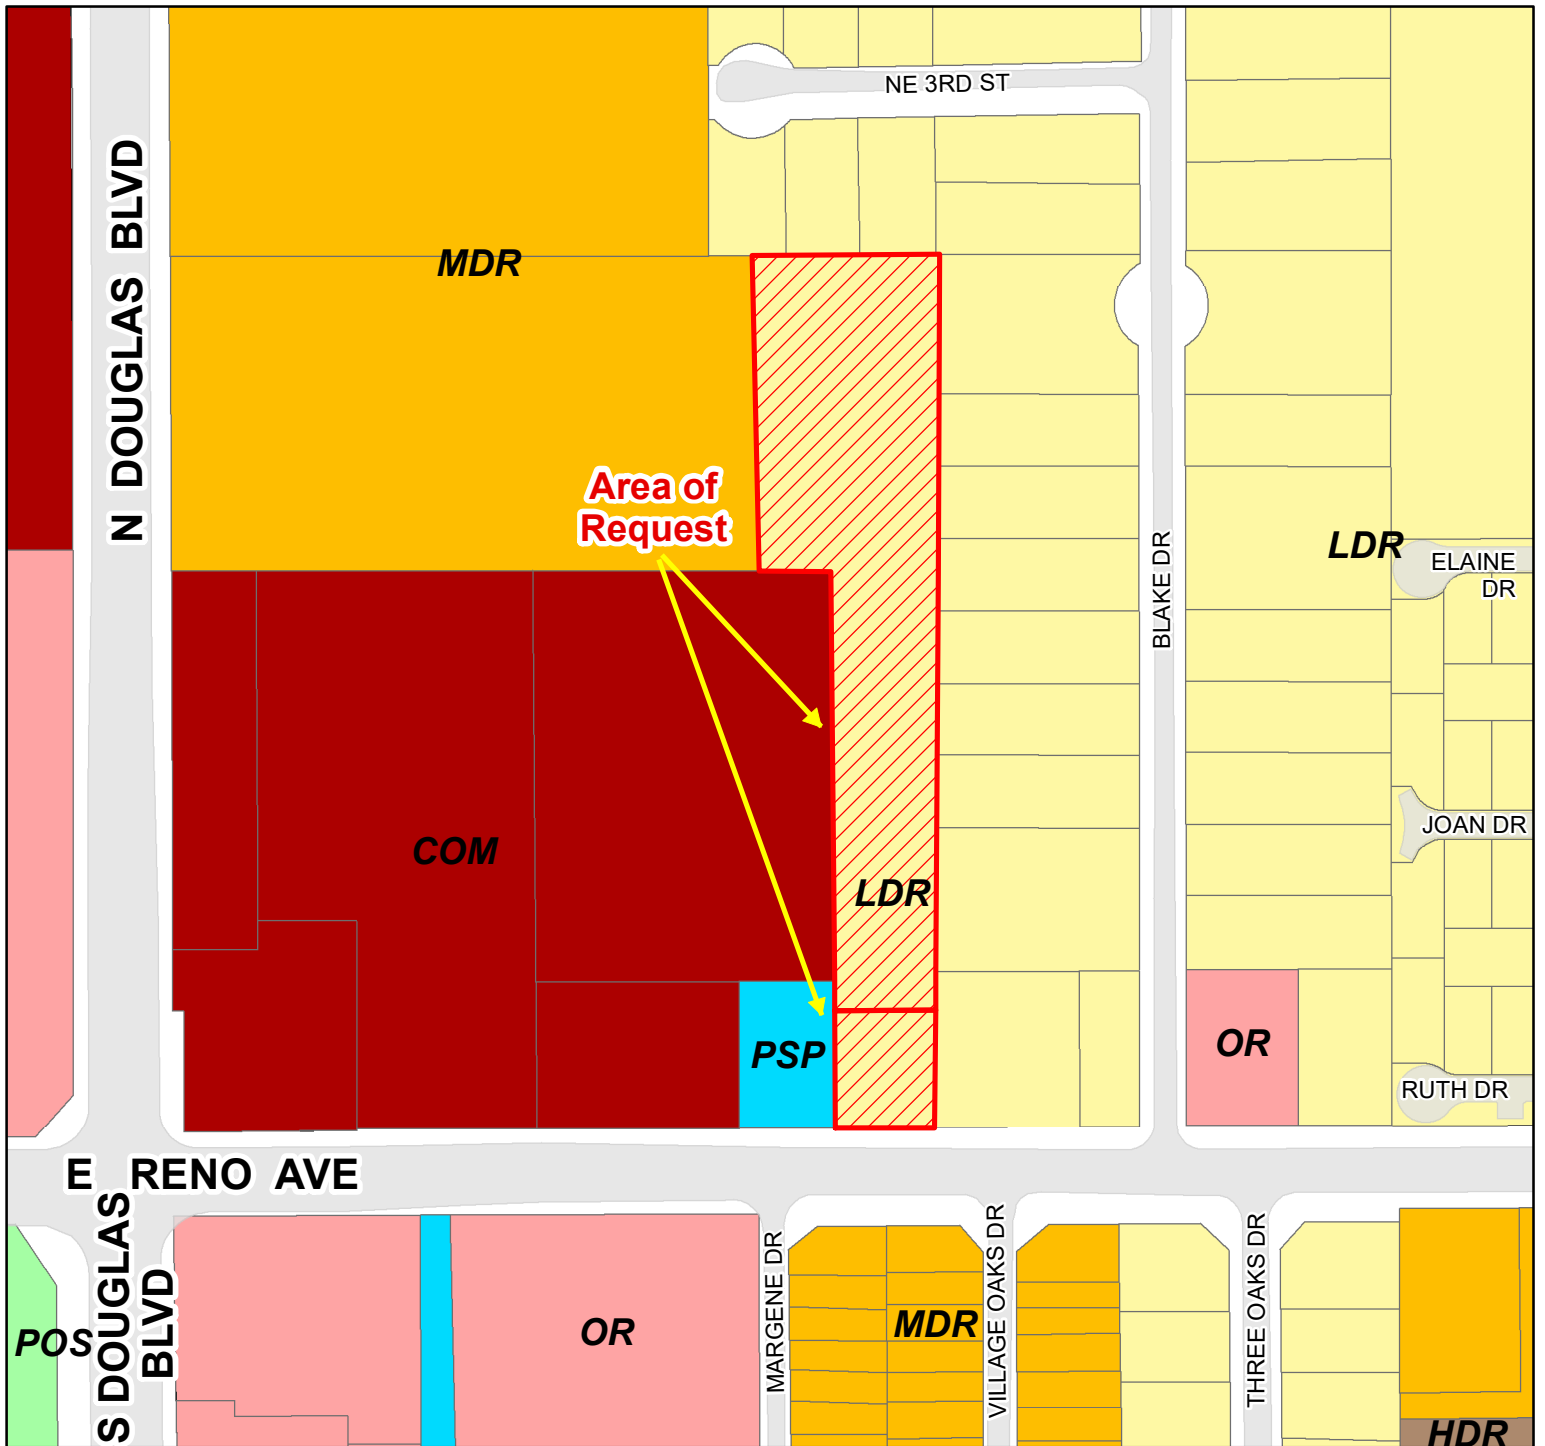 NE 3RD ST
N DOUGLAS BLVD
MDR
Area of
Request
LDR
ELAINE
DR
BLAKE DR
JOAN DR
COM
LDR
OR
PSP
RUTH DR
E RENO AVE
S DOUGLAS
BLVD
POS
OR
MARGENE DR
MDR
VILLAGE OAKS DR
THREE OAKS DR
HDR